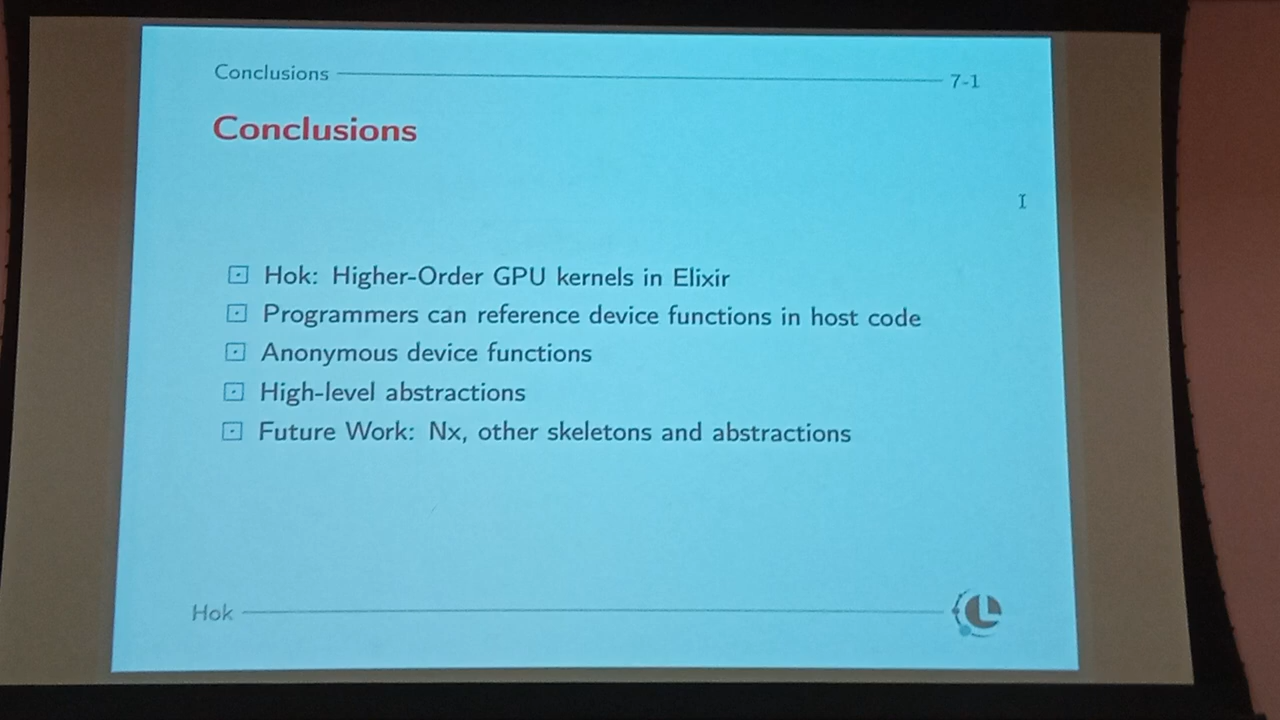 Conclusions 7-1
Conclusions
Hok: Higher-Order GPU kernels in Elixir
Programmers can reference device functions in host code
Anonymous device functions
High-level abstractions
Future Work: Nx, other skeletons and abstractions
Hok